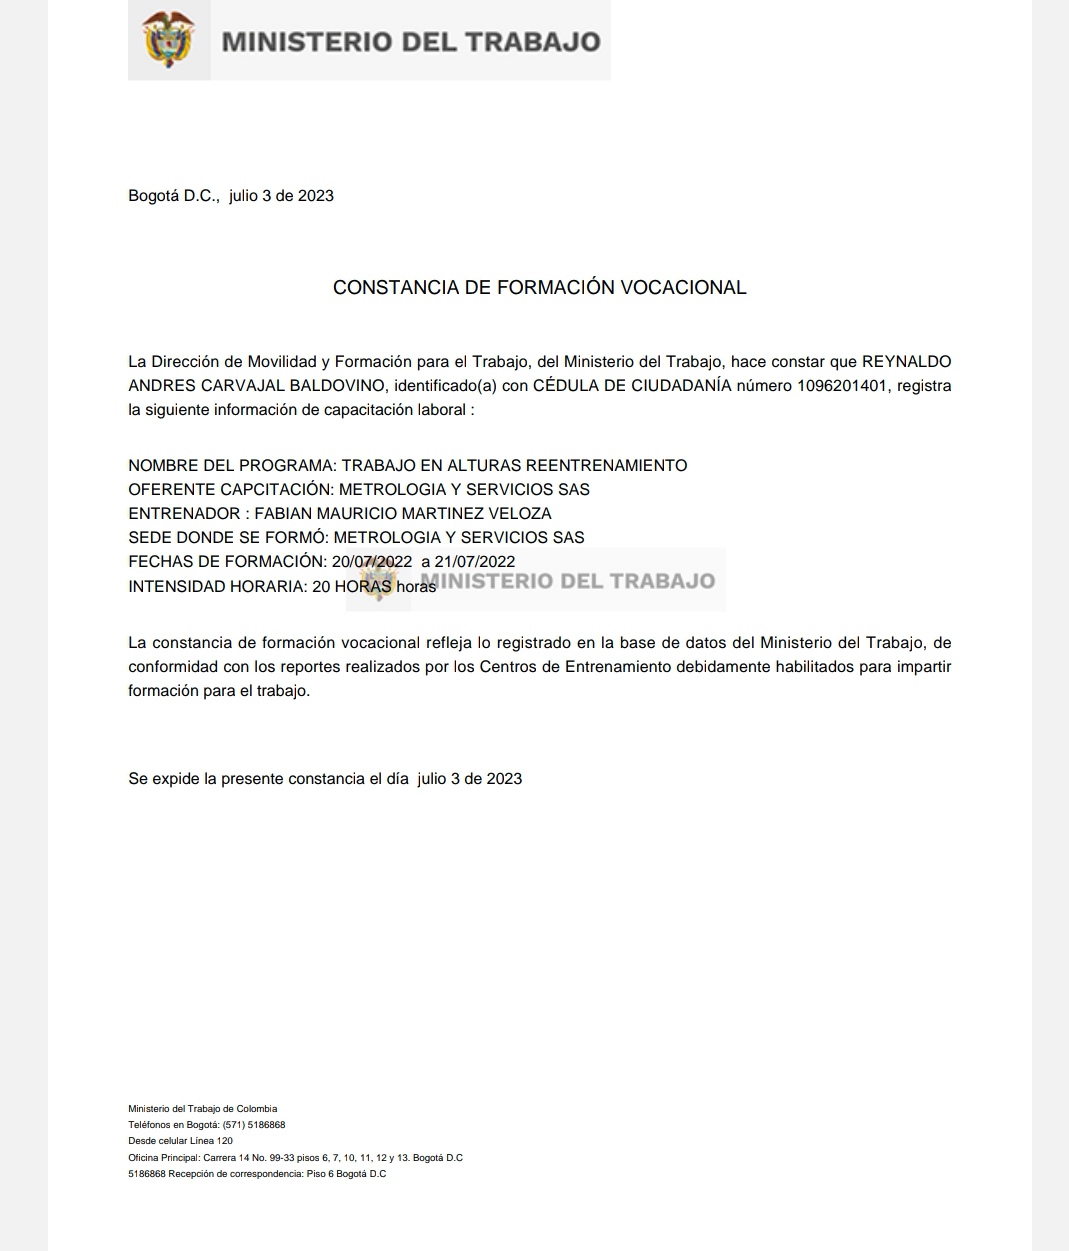 MINISTERIO DEL TRABAJO
Bogotá D.C., julio 3 de 2023
CONSTANCIA DE FORMACIÓN VOCACIONAL
La Dirección de Movilidad y Formación para el Trabajo, del Ministerio del Trabajo, hace constar que REYNALDO
ANDRES CARVAJAL BALDOVINO, identificado(a) con CÉDULA DE CIUDADANÍA número 1096201401, registra
la siguiente información de capacitación laboral :
NOMBRE DEL PROGRAMA: TRABAJO EN ALTURAS REENTRENAMIENTO
OFERENTE CAPCITACIÓN: METROLOGIA Y SERVICIOS SAS
ENTRENADOR : FABIAN MAURICIO MARTINEZ VELOZA
SEDE DONDE SE FORMÓ: METROLOGIA Y SERVICIOS SAS
FECHAS DE FORMACIÓN: 20/07/2022 a 21/07/2022
INTENSIDAD HORARIA: 20 HORAS horas
MINISTERIO DEL TRABAJO
La constancia de formación vocacional refleja lo registrado en la base de datos del Ministerio del Trabajo, de
conformidad con los reportes realizados por los Centros de Entrenamiento debidamente habilitados para impartir
formación para el trabajo.
Se expide la presente constancia el día julio 3 de 2023
Ministerio del Trabajo de Colombia
Teléfonos en Bogotá: (571) 5186868
Desde celular Línea 120
Oficina Principal: Carrera 14 No. 99-33 pisos 6, 7, 10, 11, 12 y 13. Bogotá D.C
5186868 Recepción de correspondencia: Piso 6 Bogotá D.C